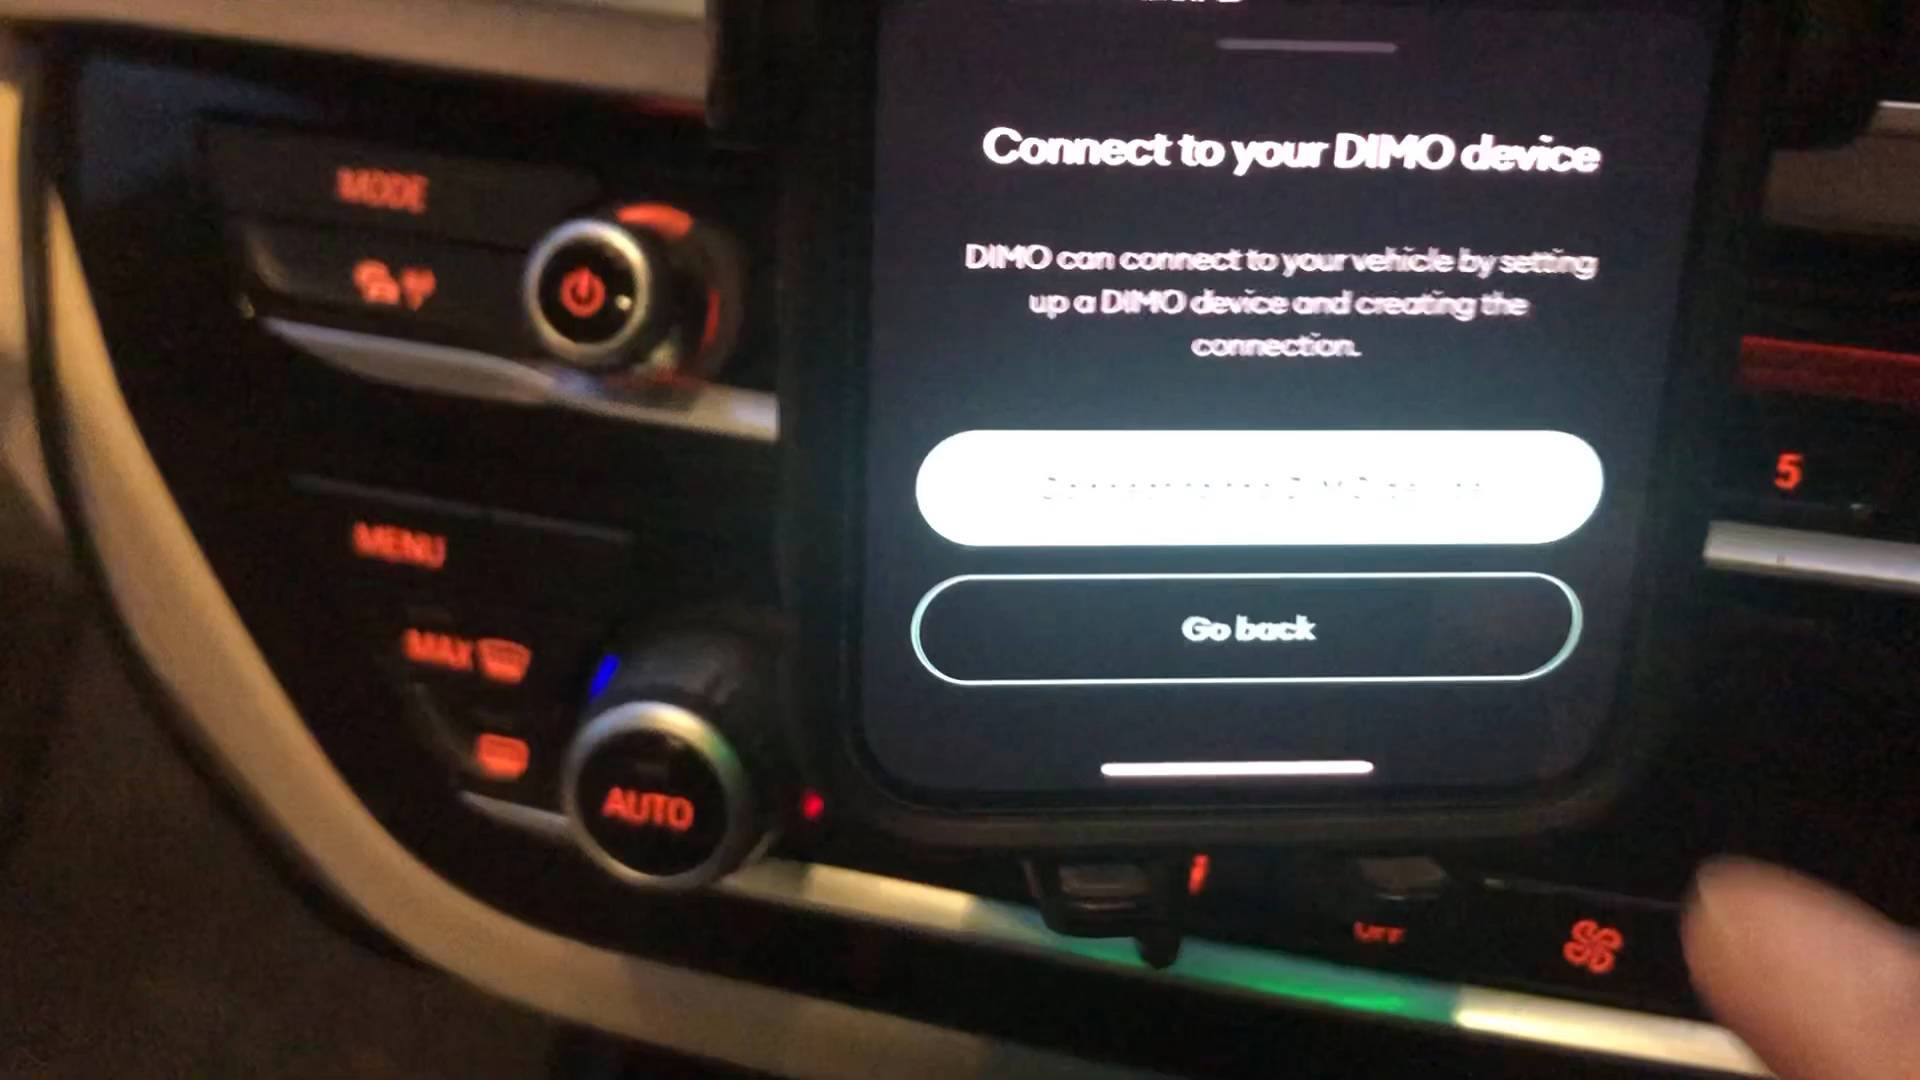 Connect to your DIMO device
DIMO can connect to your vehicle by setting
up a DIMO device and creating the
connection.
Go back
MODE
MENU
MAX
AUTO
5
OFF